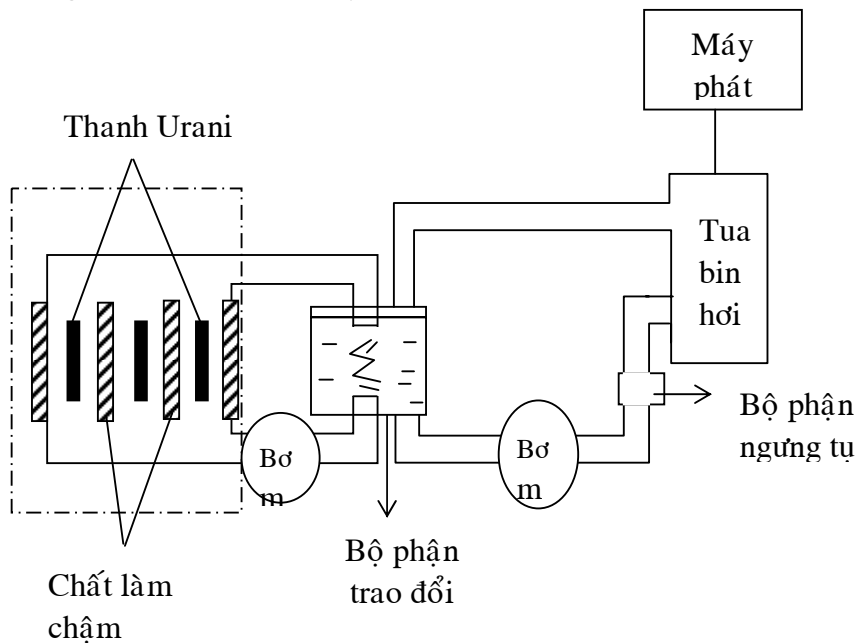 Máy
phát
Thanh Urani
Tua
bin
hơi
Bộ phận
ngưng tụ
Bơ
m
Bơ
m
Bộ phận
trao đổi
Chất làm
chậm